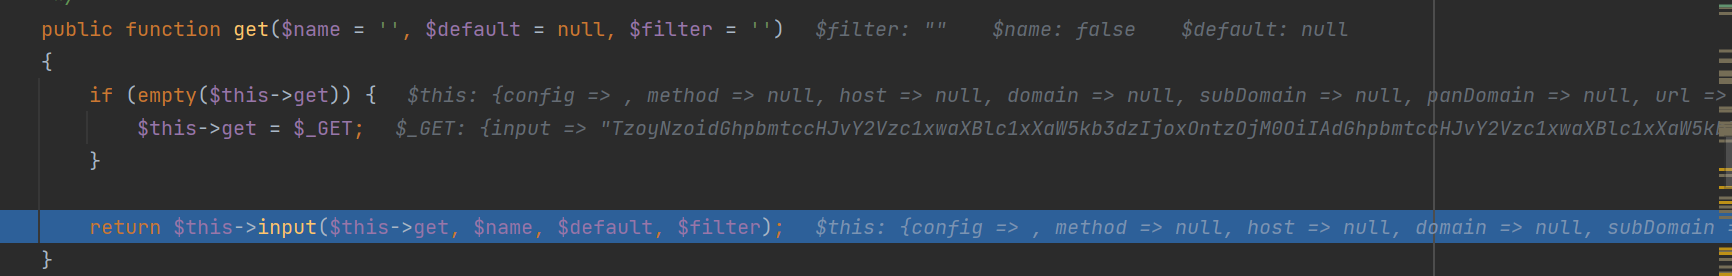 */
public function get($name = '', $default = null, $filter = '') $filter: "" $name: false $default: null
{
if (empty($this->get)) { $this: {config => , method => null, host => null, domain => null, subDomain => null, panDomain => null, url =>
$this->get = $_GET; $_GET: {input => "TzoyNzoidGhpbmtccHJvY2Vzc1xwaXBlc1xXaW5kb3dzIjoxOntzOjM0OiIAdGhpbmtccHJvY2Vzc1xwaXBlc1xXaW5k
}
return $this->input($this->get, $name, $default, $filter); $this: {config => , method => null, host => null, domain => null, subDomain =
}